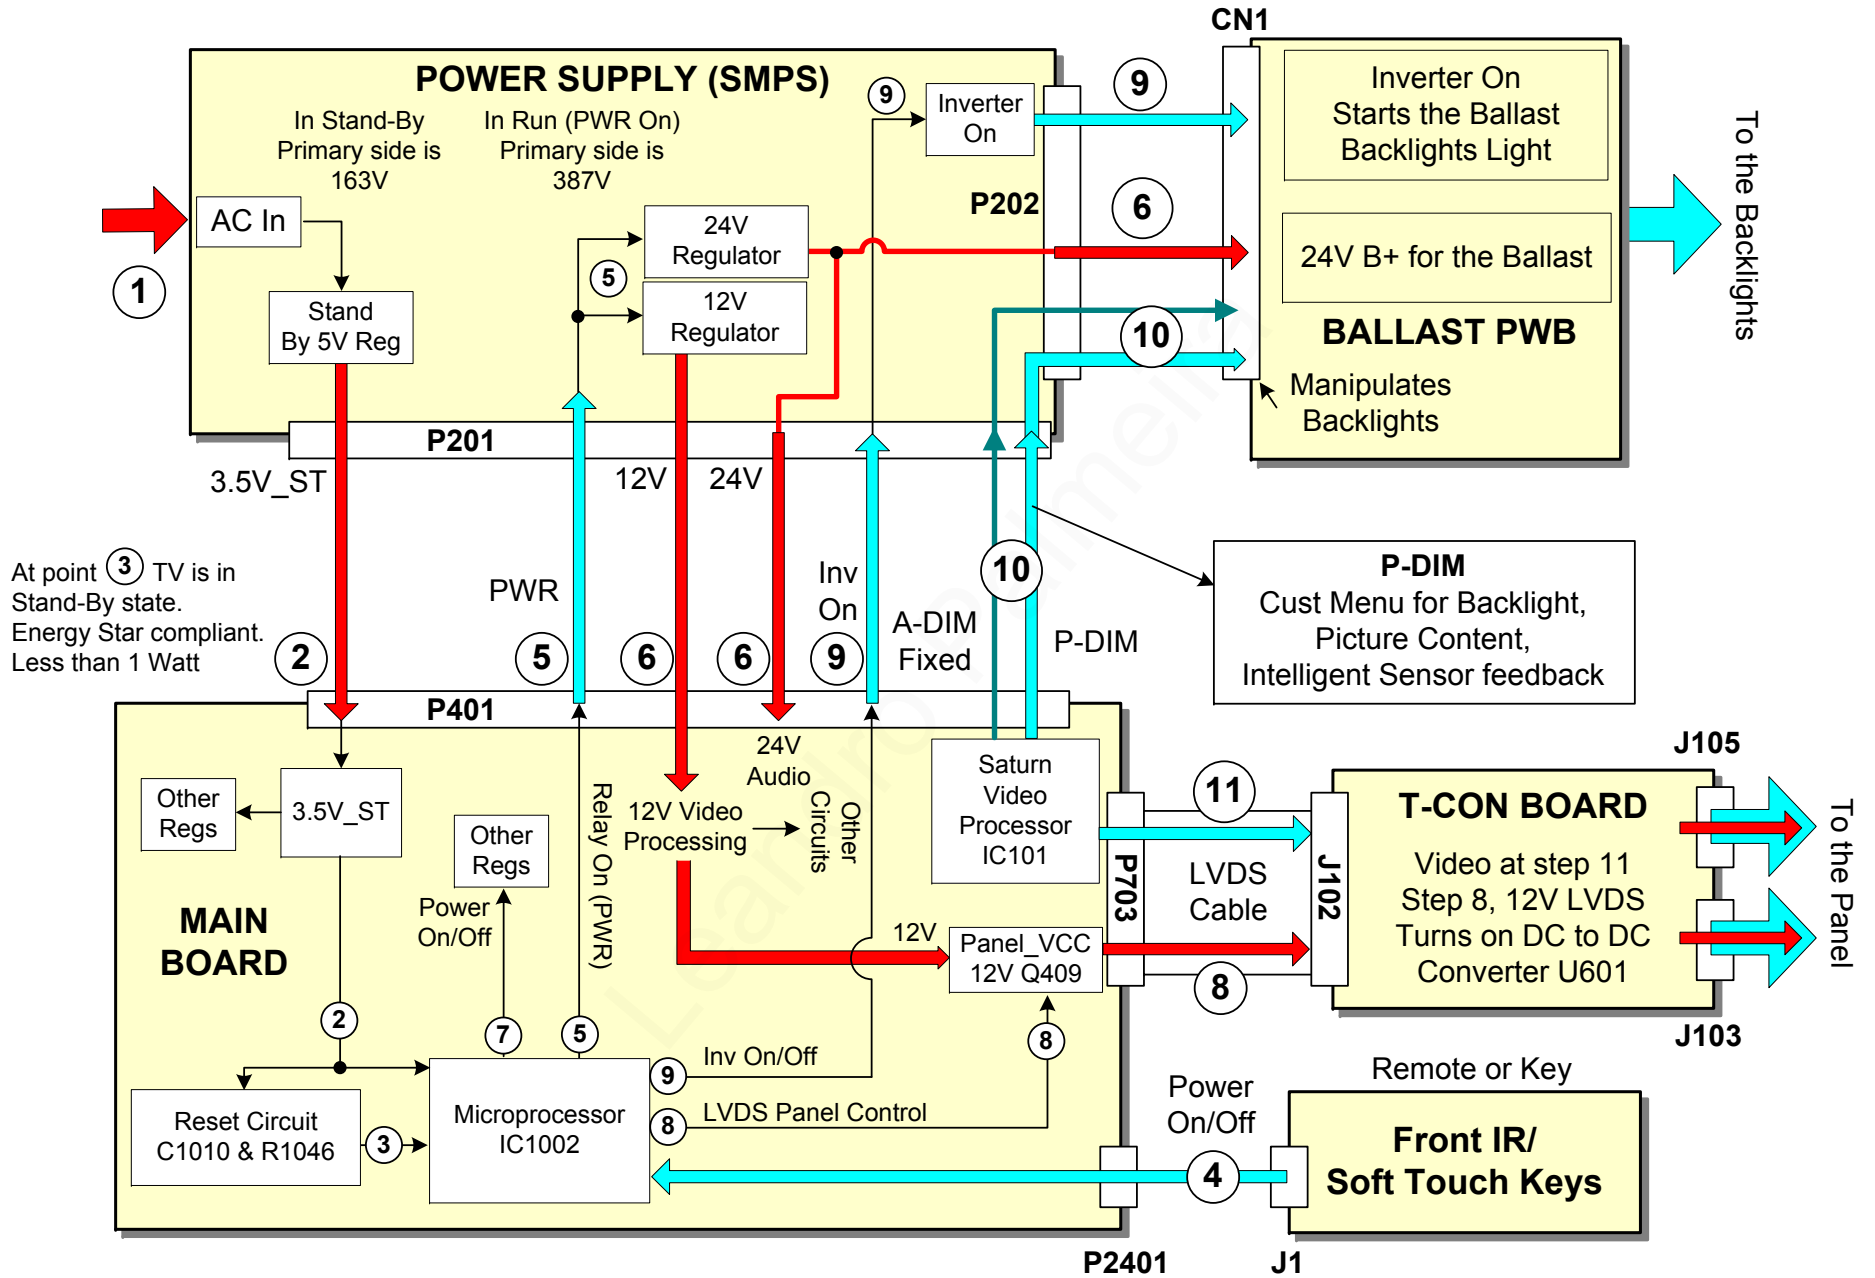 CN1
POWER SUPPLY (SMPS)
In Stand-By
Primary side is
163V
In Run (PWR On)
Primary side is
387V
9
Inverter
On
9
Inverter On
Starts the Ballast
Backlights Light
To the Backlights
AC In
1
24V
Regulator
P202
6
24V B+ for the Ballast
5
Stand
By 5V Reg
12V
Regulator
10
BALLAST PWB
Manipulates
Backlights
P201
3.5V_ST
12V
24V
At point 3 TV is in
Stand-By state.
Energy Star compliant.
Less than 1 Watt
PWR
Inv
On
10
A-DIM
Fixed
P-DIM
P-DIM
Cust Menu for Backlight,
Picture Content,
Intelligent Sensor feedback
2
5
6
6
9
P401
24V
Audio
Saturn
Video
Processor
IC101
Other
Regs
3.5V_ST
Other
Regs
Relay On (PWR)
12V Video
Processing
Other
Circuits
11
P703
LVDS
Cable
J102
J105
T-CON BOARD
Video at step 11
Step 8, 12V LVDS
Turns on DC to DC
Converter U601
To the Panel
J103
MAIN
BOARD
Power
On/Off
12V
Panel_VCC
12V Q409
8
2
7
5
8
9
Inv On/Off
Reset Circuit
C1010 & R1046
3
Microprocessor
IC1002
8
LVDS Panel Control
Power
On/Off
4
Remote or Key
Front IR/
Soft Touch Keys
P2401
J1
Leandro Palmeira